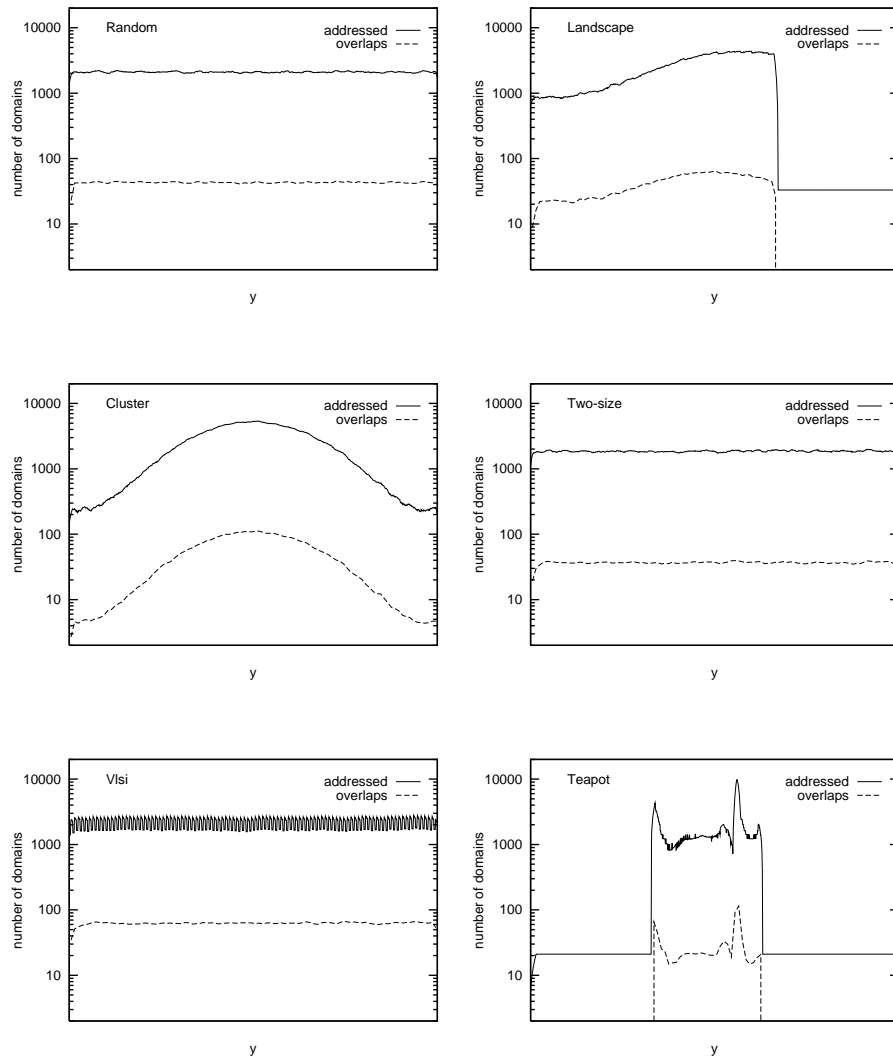 Random
addressed
overlaps
10000
1000
100
10
number of domains
y
Landscape
addressed
overlaps
10000
1000
100
10
number of domains
y
Cluster
addressed
overlaps
10000
1000
100
10
number of domains
y
Two-size
addressed
overlaps
10000
1000
100
10
number of domains
y
Vlsi
addressed
overlaps
10000
1000
100
10
number of domains
y
Teapot
addressed
overlaps
10000
1000
100
10
number of domains
y